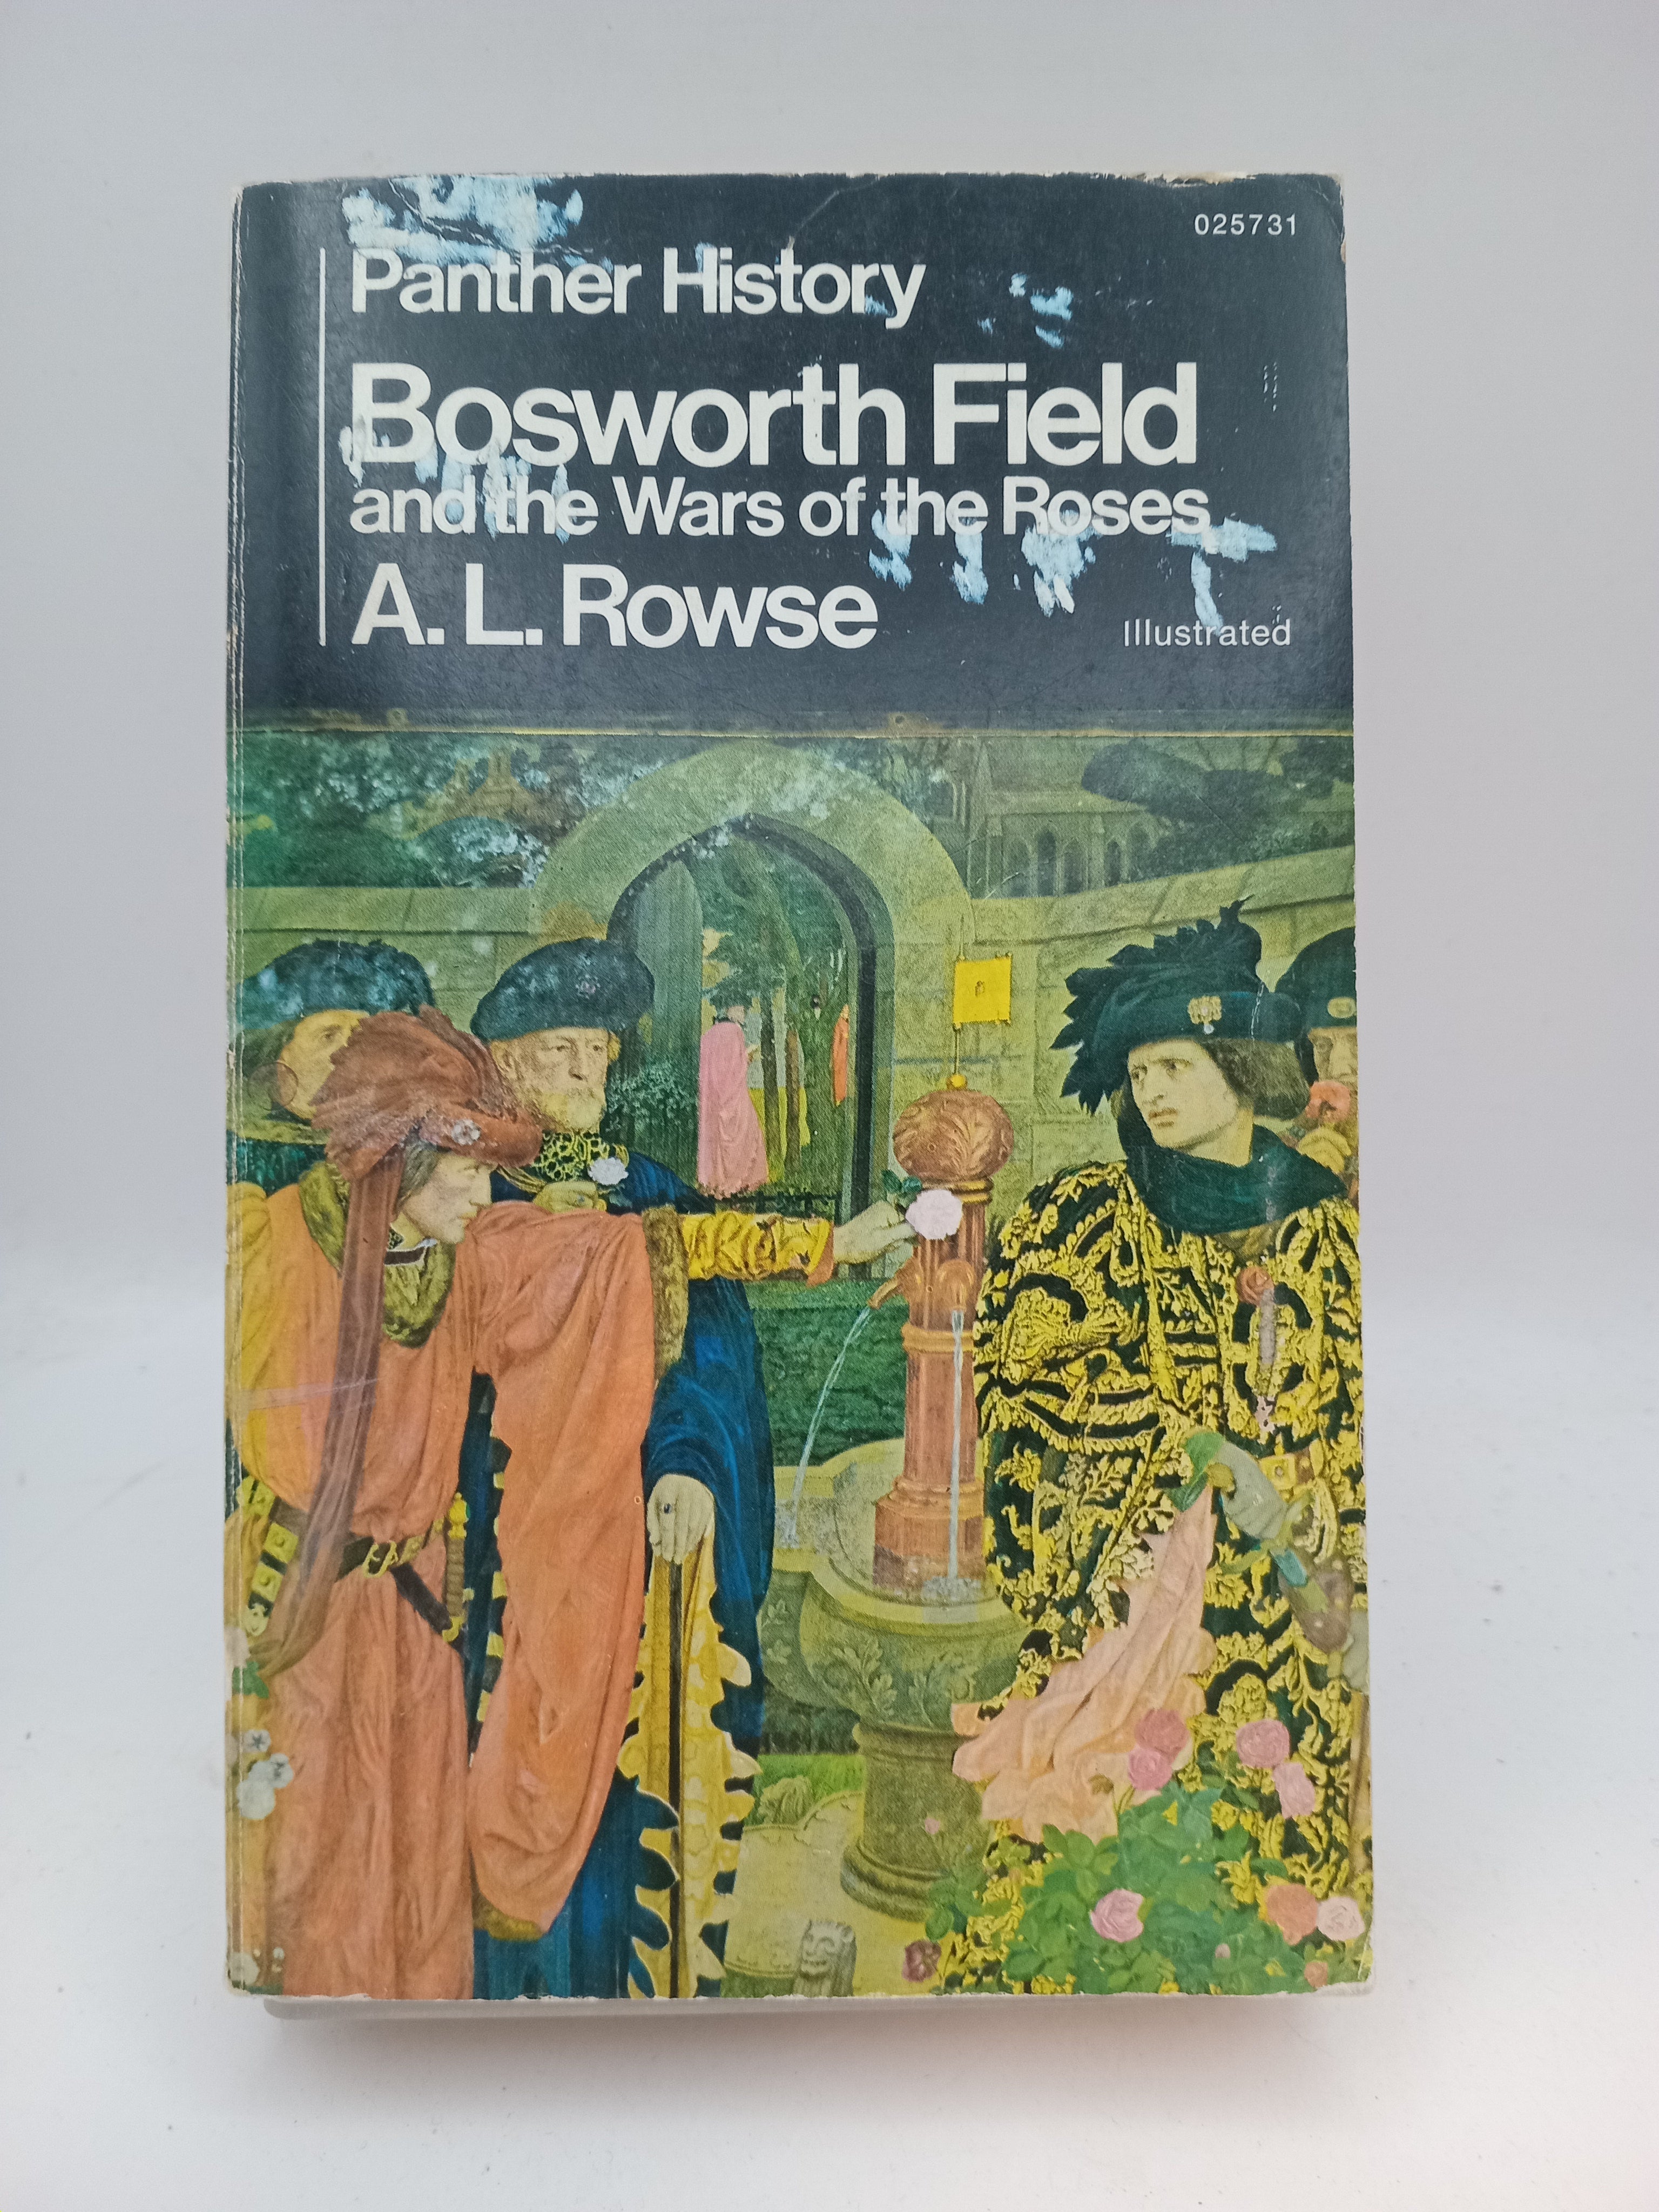 025731
Panther History
Bosworth Field
and the Wars of the Roses
A. L. Rowse
Illustrated